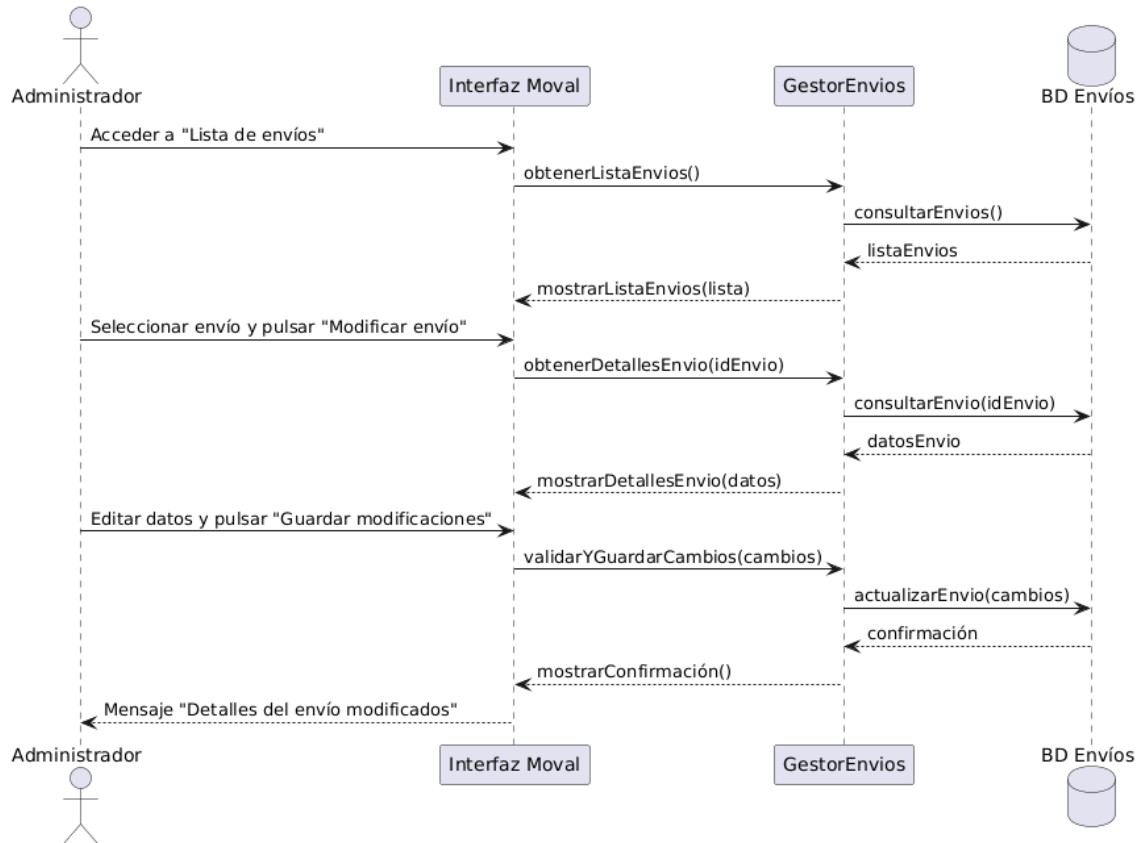 Administrador
Interfaz Moval
GestorEnvios
BD Envíos
Acceder a "Lista de envíos"
obtenerListaEnvios()
consultarEnvios()
listaEnvios
mostrarListaEnvios(lista)
Seleccionar envío y pulsar "Modificar envío"
obtenerDetallesEnvio(idEnvio)
consultarEnvio(idEnvio)
datosEnvio
mostrarDetallesEnvio(datos)
Editar datos y pulsar "Guardar modificaciones"
validarYGuardarCambios(cambios)
actualizarEnvio(cambios)
confirmación
mostrarConfirmación()
Mensaje "Detalles del envío modificados"
Administrador
Interfaz Moval
GestorEnvios
BD Envíos